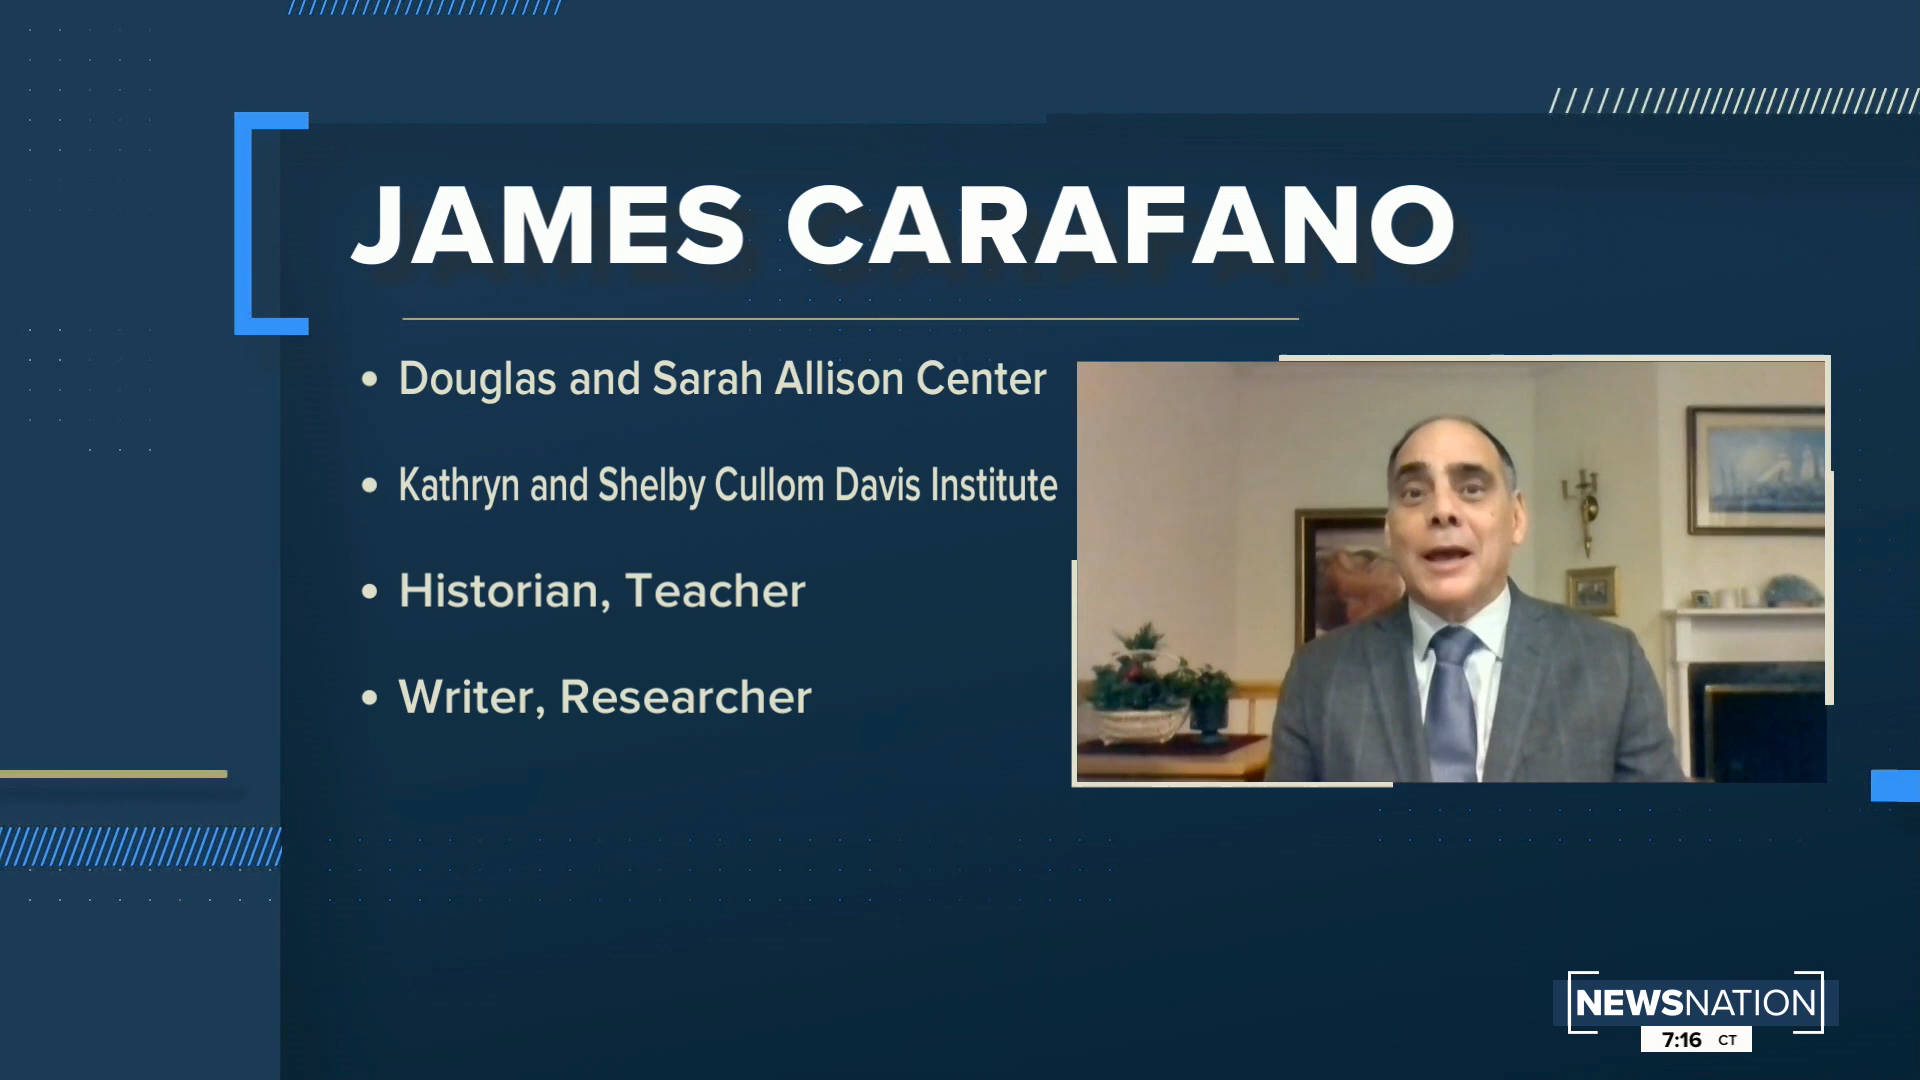 JAMES CARAFANO
• Douglas and Sarah Allison Center
• Kathryn and Shelby Cullom Davis Institute
• Historian, Teacher
• Writer, Researcher
NEWSNATION
7:16 CT